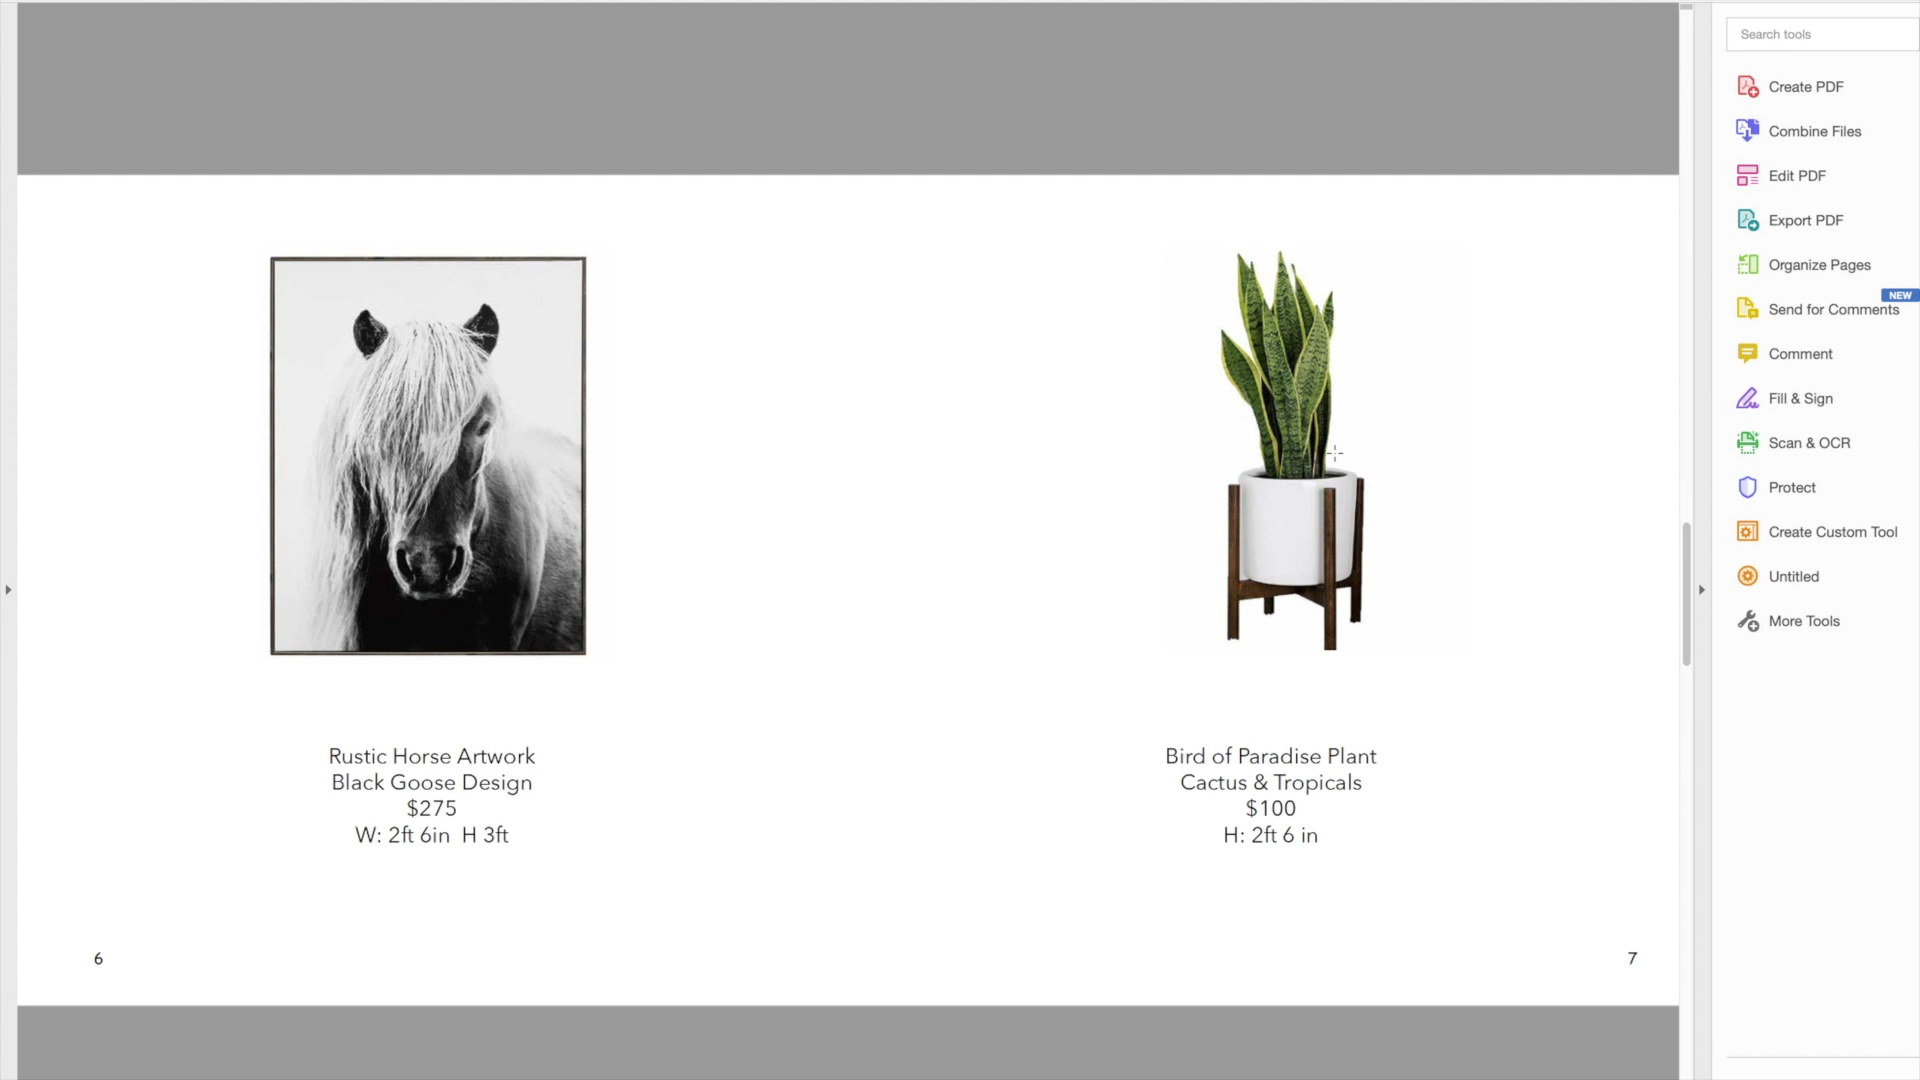 Rustic Horse Artwork
Black Goose Design
$275
W: 2ft 6in  H 3ft
6
Bird of Paradise Plant
Cactus & Tropicals
$100
H: 2ft 6 in
7
Search tools
Create PDF
Combine Files
Edit PDF
Export PDF
Organize Pages
NEW
Send for Comments
Comment
Fill & Sign
Scan & OCR
Protect
Create Custom Tool
Untitled
More Tools